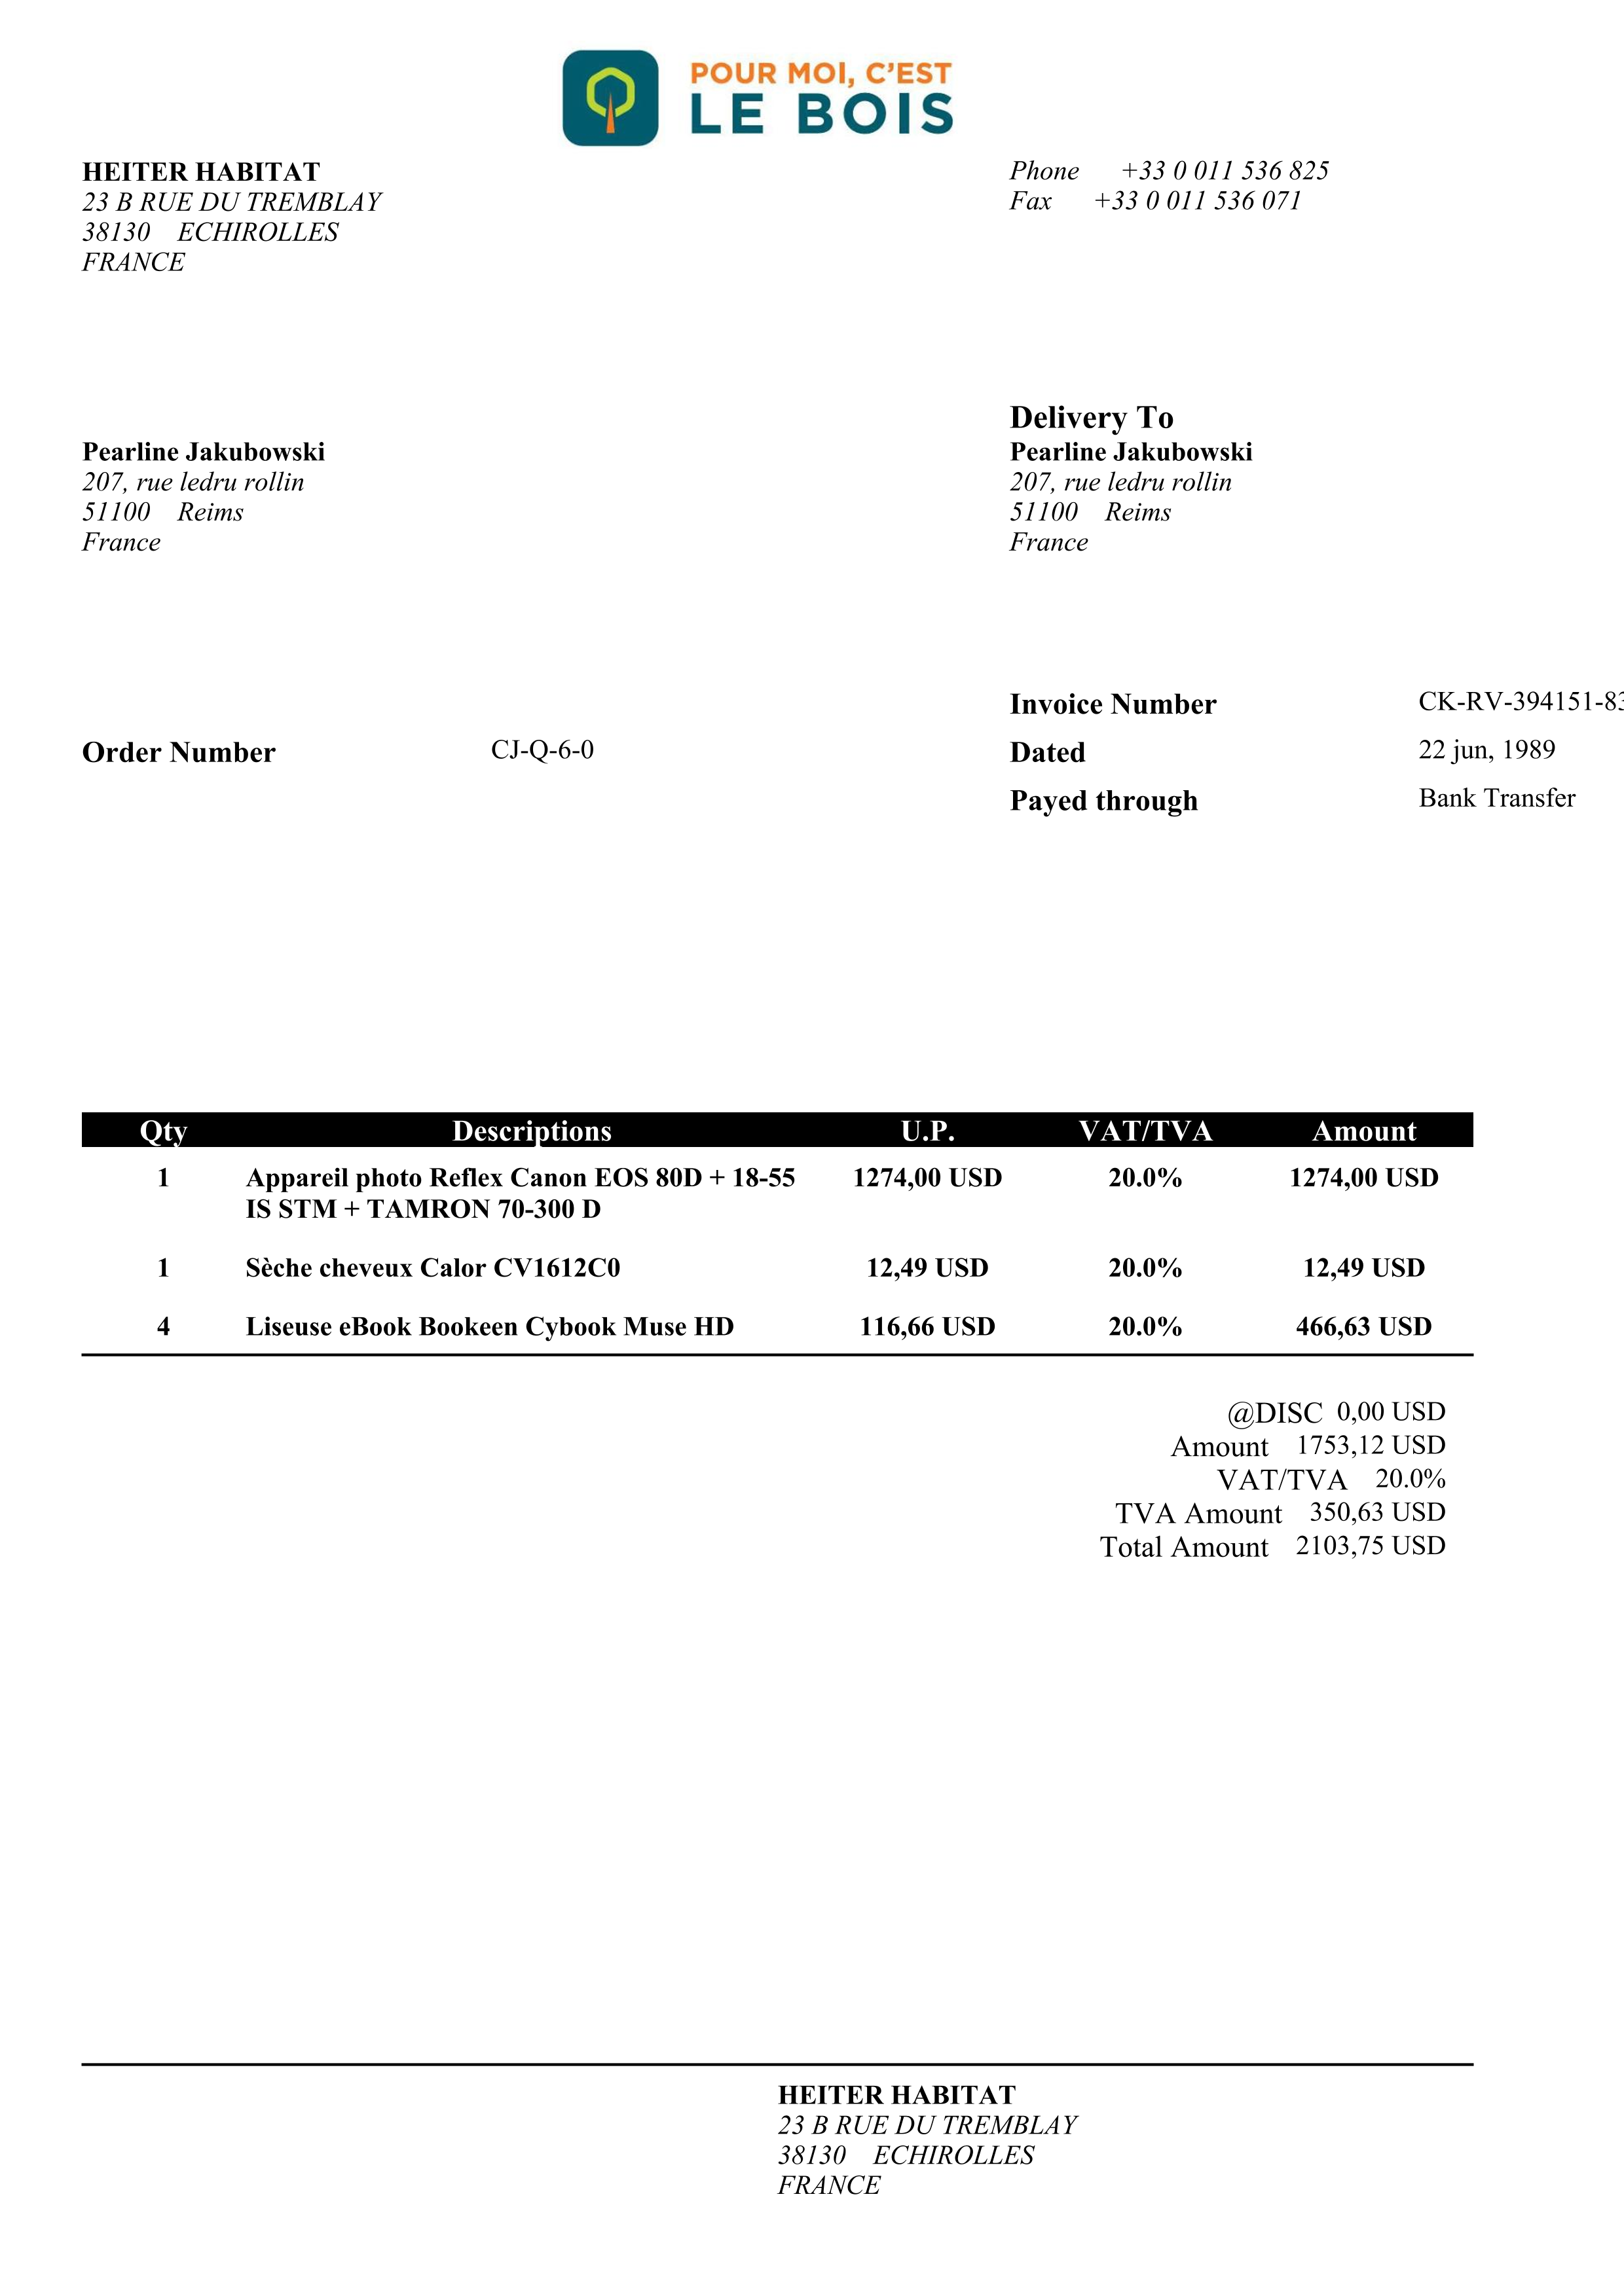 POUR MOI, C'EST
LE BOIS
HEITER HABITAT
23 B RUE DU TREMBLAY
38130 ECHIROLLES
FRANCE
Phone +33 0 011 536 825
Fax +33 0 011 536 071
Pearline Jakubowski
207, rue ledru rollin
51100 Reims
France
Delivery To
Pearline Jakubowski
207, rue ledru rollin
51100 Reims
France
Invoice Number CK-RV-394151-83
Order Number CJ-Q-6-0
Dated 22 jun, 1989
Payed through Bank Transfer
Qty Descriptions U.P. VAT/TVA Amount
1 Appareil photo Reflex Canon EOS 80D + 18-55 1274,00 USD 20.0% 1274,00 USD
IS STM + TAMRON 70-300 D
1 Sèche cheveux Calor CV1612C0 12,49 USD 20.0% 12,49 USD
4 Liseuse eBook Bookeen Cybook Muse HD 116,66 USD 20.0% 466,63 USD
@DISC 0,00 USD
Amount 1753,12 USD
VAT/TVA 20.0%
TVA Amount 350,63 USD
Total Amount 2103,75 USD
HEITER HABITAT
23 B RUE DU TREMBLAY
38130 ECHIROLLES
FRANCE